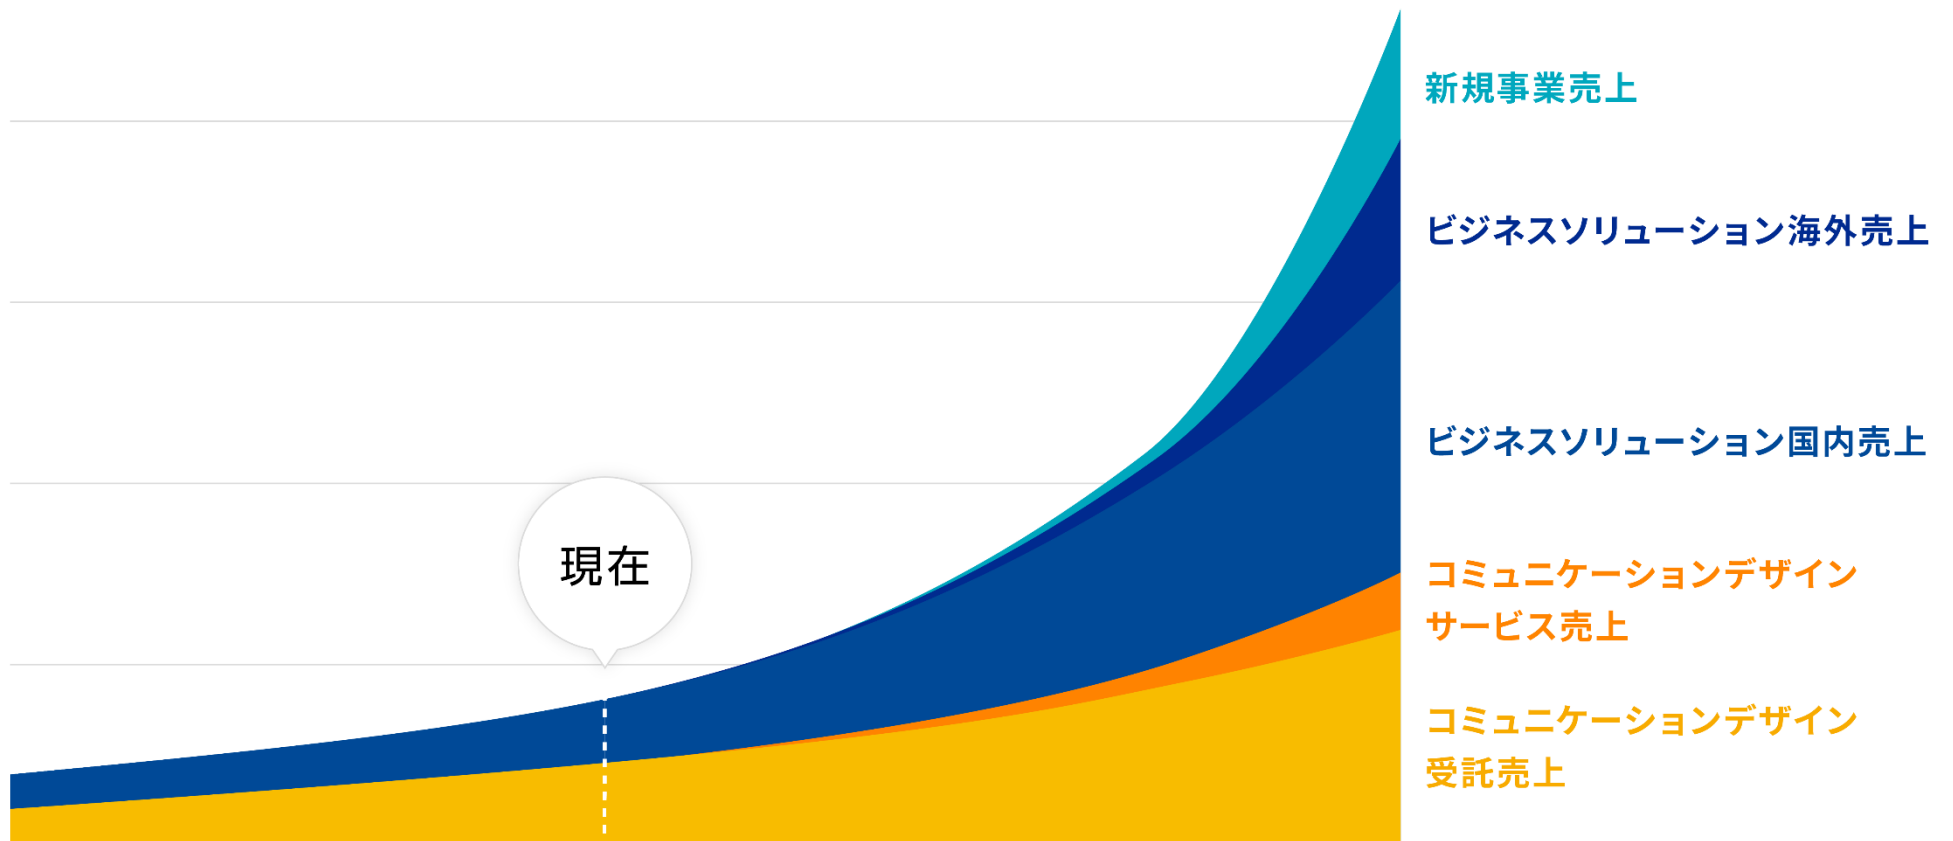 新規事業売上
ビジネスソリューション海外売上
ビジネスソリューション国内売上
現在
コミュニケーションデザイン
サービス売上
コミュニケーションデザイン
受託売上